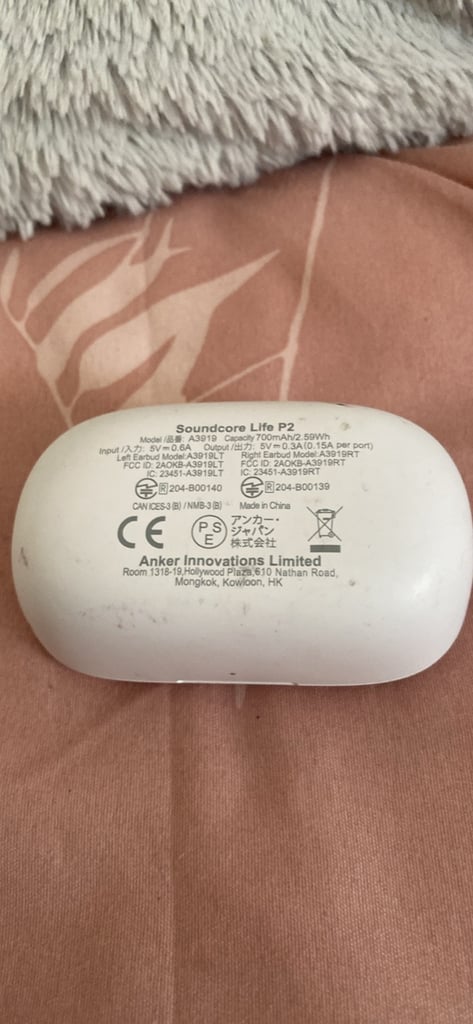 Soundcore Life P2
Model /品番: A3919 Capacity 700mAh/2.59Wh
Input /入力: 5V⎓0.6A Output /出力: 5V⎓0.3A(0.15A per port)
Left Earbud Model:A3919LT Right Earbud Model:A3919RT
FCC ID: 2AOKB-A3919LT FCC ID: 2AOKB-A3919RT
IC: 23451-A3919LT IC: 23451-A3919RT
R 204-B00140 R 204-B00139
CAN ICES-3 (B) / NMB-3 (B) Made in China
CE PSE アンカー・
ジャパン
株式会社
Anker Innovations Limited
Room 1318-19,Hollywood Plaza,610 Nathan Road,
Mongkok, Kowloon, HK